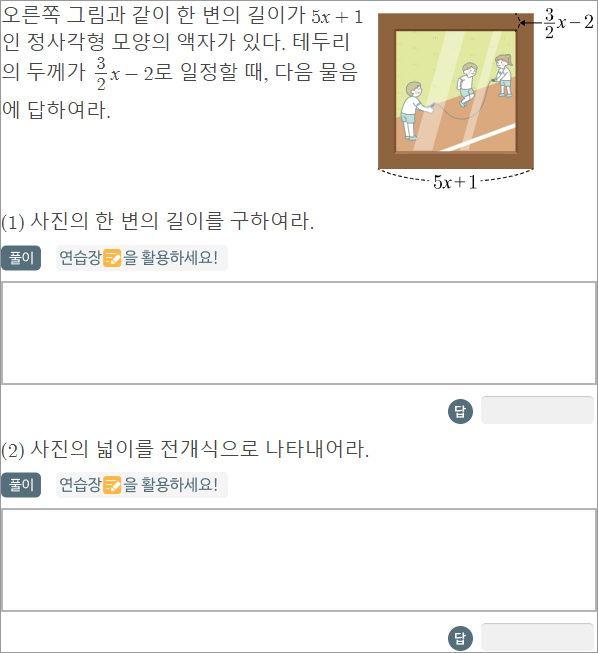 오른쪽 그림과 같이 한 변의 길이가 5x+1
인 정사각형 모양의 액자가 있다. 테두리
의 두께가 3/2 x-2로 일정할 때, 다음 물음
에 답하여라.
3/2 x-2
5x+1
(1) 사진의 한 변의 길이를 구하여라.
풀이 연습장을 활용하세요!
답
(2) 사진의 넓이를 전개식으로 나타내어라.
풀이 연습장을 활용하세요!
답